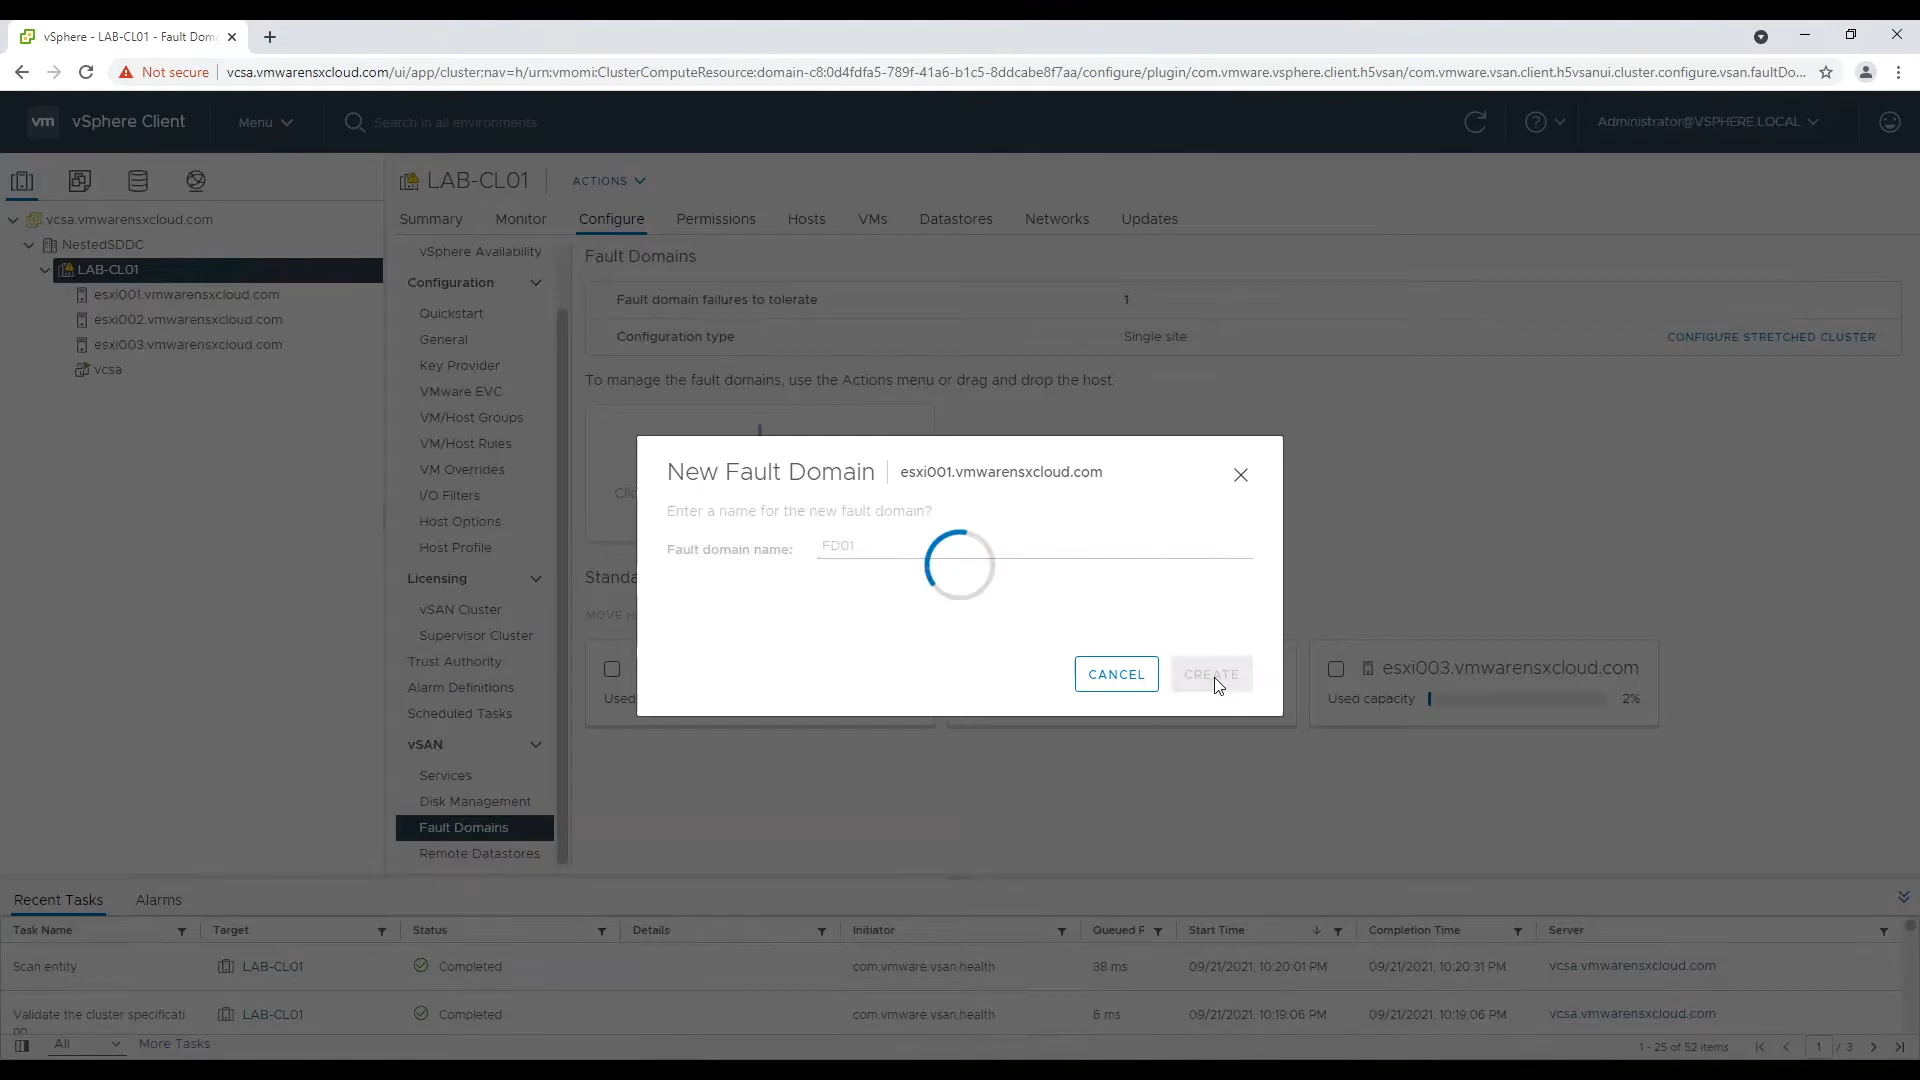 vSphere - LAB-CL01 - Fault Dom
Not secure
vcsa.vmwarensxcloud.com/ui/app/cluster;nav=h/urn:vmomi:ClusterComputeResource:domain-c8:0d4fdfa5-789f-41a6-b1c5-8ddcabe8f7aa/configure/plugin/com.vmware.vsphere.client.h5vsan/com.vmware.vsan.client.h5vsanui.cluster.configure.vsan.faultDo...
vm vSphere Client
Menu
Search in all environments
Administrator@VSPHERE.LOCAL
vcsa.vmwarensxcloud.com
NestedSDDC
LAB-CL01
esxi001.vmwarensxcloud.com
esxi002.vmwarensxcloud.com
esxi003.vmwarensxcloud.com
vcsa
LAB-CL01
ACTIONS
Summary Monitor Configure Permissions Hosts VMs Datastores Networks Updates
vSphere Availability
Configuration
Quickstart
General
Key Provider
VMware EVC
VM/Host Groups
VM/Host Rules
VM Overrides
I/O Filters
Host Options
Host Profile
Licensing
vSAN Cluster
Supervisor Cluster
Trust Authority
Alarm Definitions
Scheduled Tasks
vSAN
Services
Disk Management
Fault Domains
Remote Datastores
Fault Domains
Fault domain failures to tolerate 1
Configuration type Single site CONFIGURE STRETCHED CLUSTER
To manage the fault domains, use the Actions menu or drag and drop the host.
Clic
Standa
MOVE H
Used
esxi003.vmwarensxcloud.com
Used capacity 2%
New Fault Domain esxi001.vmwarensxcloud.com
Enter a name for the new fault domain?
Fault domain name: FD01
CANCEL CREATE
Recent Tasks Alarms
Task Name Target Status Details Initiator Queued F Start Time Completion Time Server
Scan entity LAB-CL01 Completed com.vmware.vsan.health 38 ms 09/21/2021, 10:20:01 PM 09/21/2021, 10:20:31 PM vcsa.vmwarensxcloud.com
Validate the cluster specificati LAB-CL01 Completed com.vmware.vsan.health 6 ms 09/21/2021, 10:19:06 PM 09/21/2021, 10:19:06 PM vcsa.vmwarensxcloud.com
on
All More Tasks
1 - 25 of 52 items 1 / 3